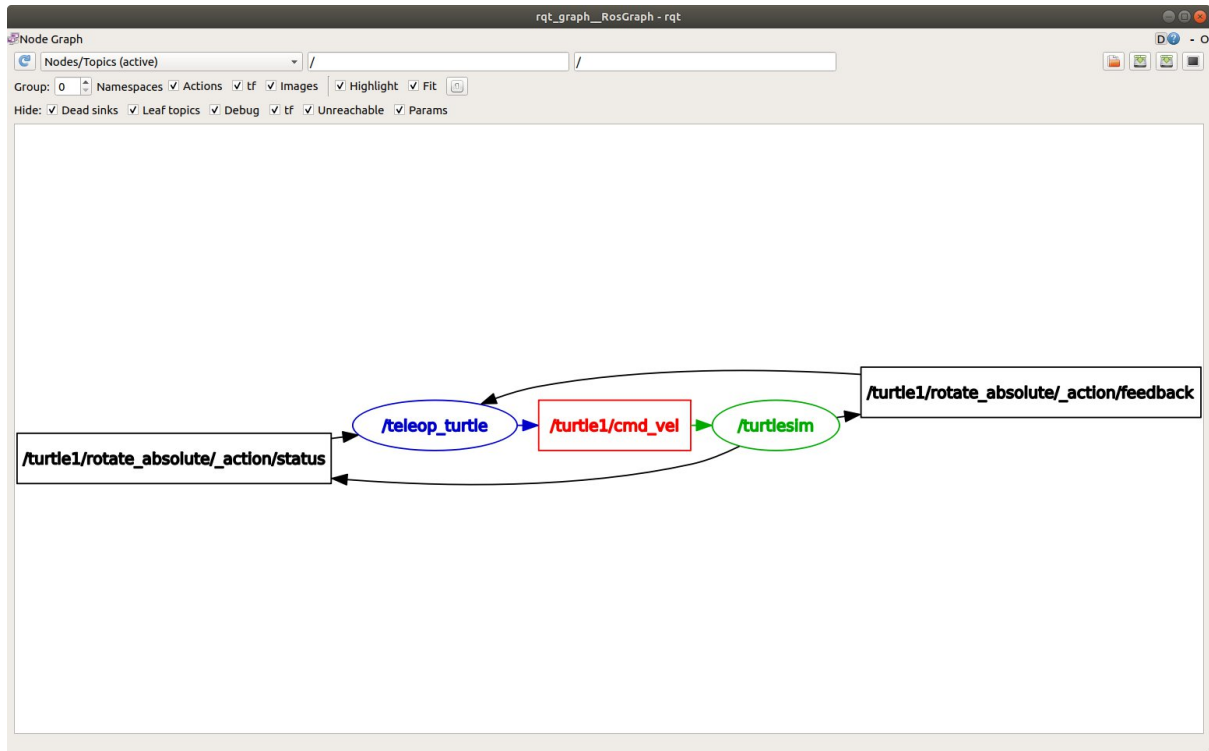 rqt_graph__RosGraph - rqt
Node Graph
D - O
Nodes/Topics (active) / /
Group: 0 Namespaces Actions tf Images Highlight Fit
Hide: Dead sinks Leaf topics Debug tf Unreachable Params
/turtle1/rotate_absolute/_action/feedback
/teleop_turtle
/turtle1/cmd_vel
/turtlesim
/turtle1/rotate_absolute/_action/status